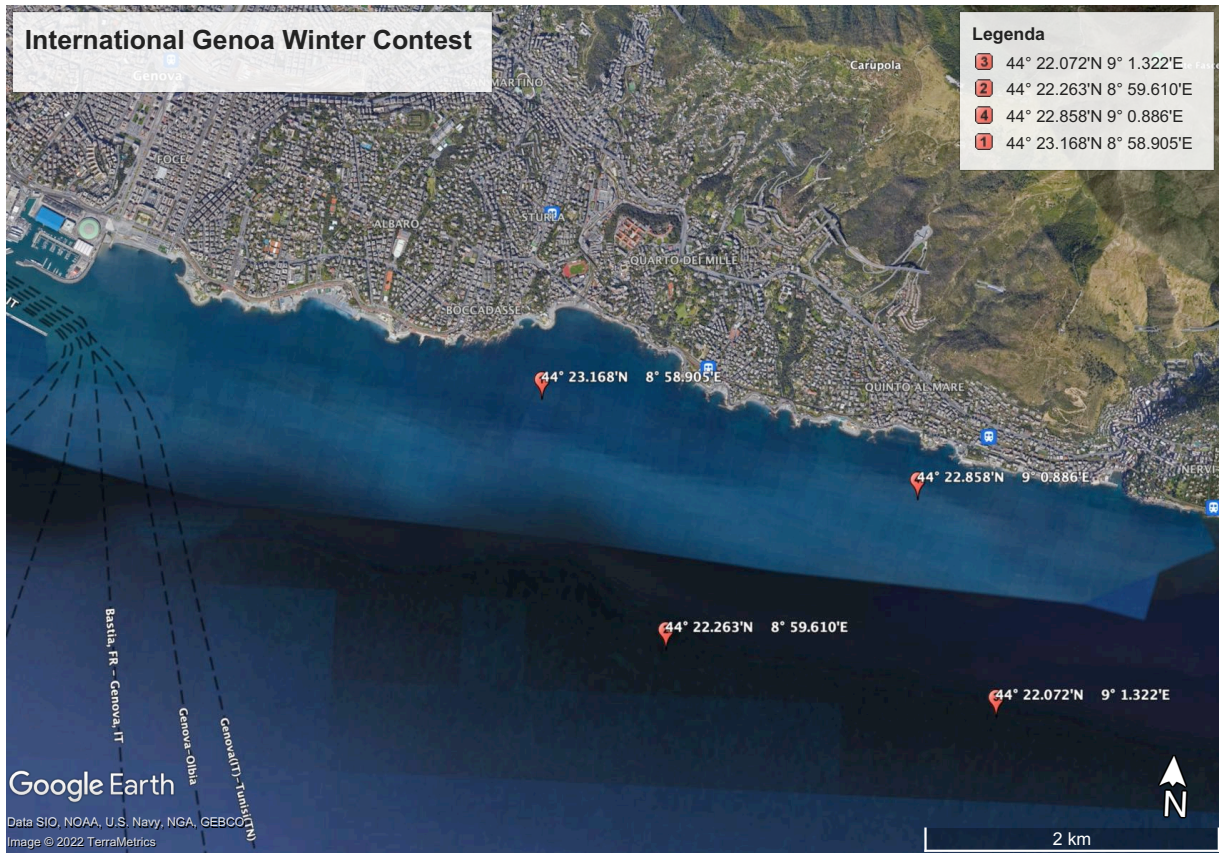 International Genoa Winter Contest
Legenda
3 44° 22.072'N 9° 1.322'E
2 44° 22.263'N 8° 59.610'E
4 44° 22.858'N 9° 0.886'E
1 44° 23.168'N 8° 58.905'E
Genova
SAN MARTINO
Carupola
FOCE
ALBARO
STURLA
QUARTO DEI MILLE
BOCCADASSE
IT
44° 23.168'N 8° 58.905'E
QUINTO AL MARE
NERVI
44° 22.858'N 9° 0.886'E
44° 22.263'N 8° 59.610'E
44° 22.072'N 9° 1.322'E
Bastia, FR - Genova, IT
Genova-Olbia
Genova(IT)-Tunisi(TN)
Google Earth
Data SIO, NOAA, U.S. Navy, NGA, GEBCO
Image © 2022 TerraMetrics
N
2 km